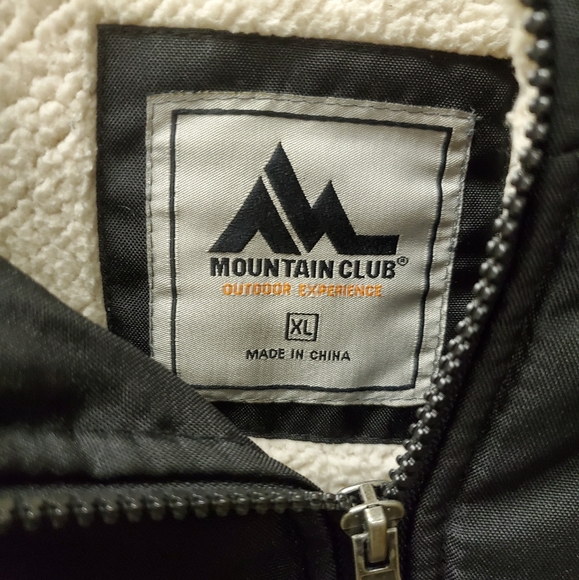 MOUNTAIN CLUB®
OUTDOOR EXPERIENCE
XL
MADE IN CHINA